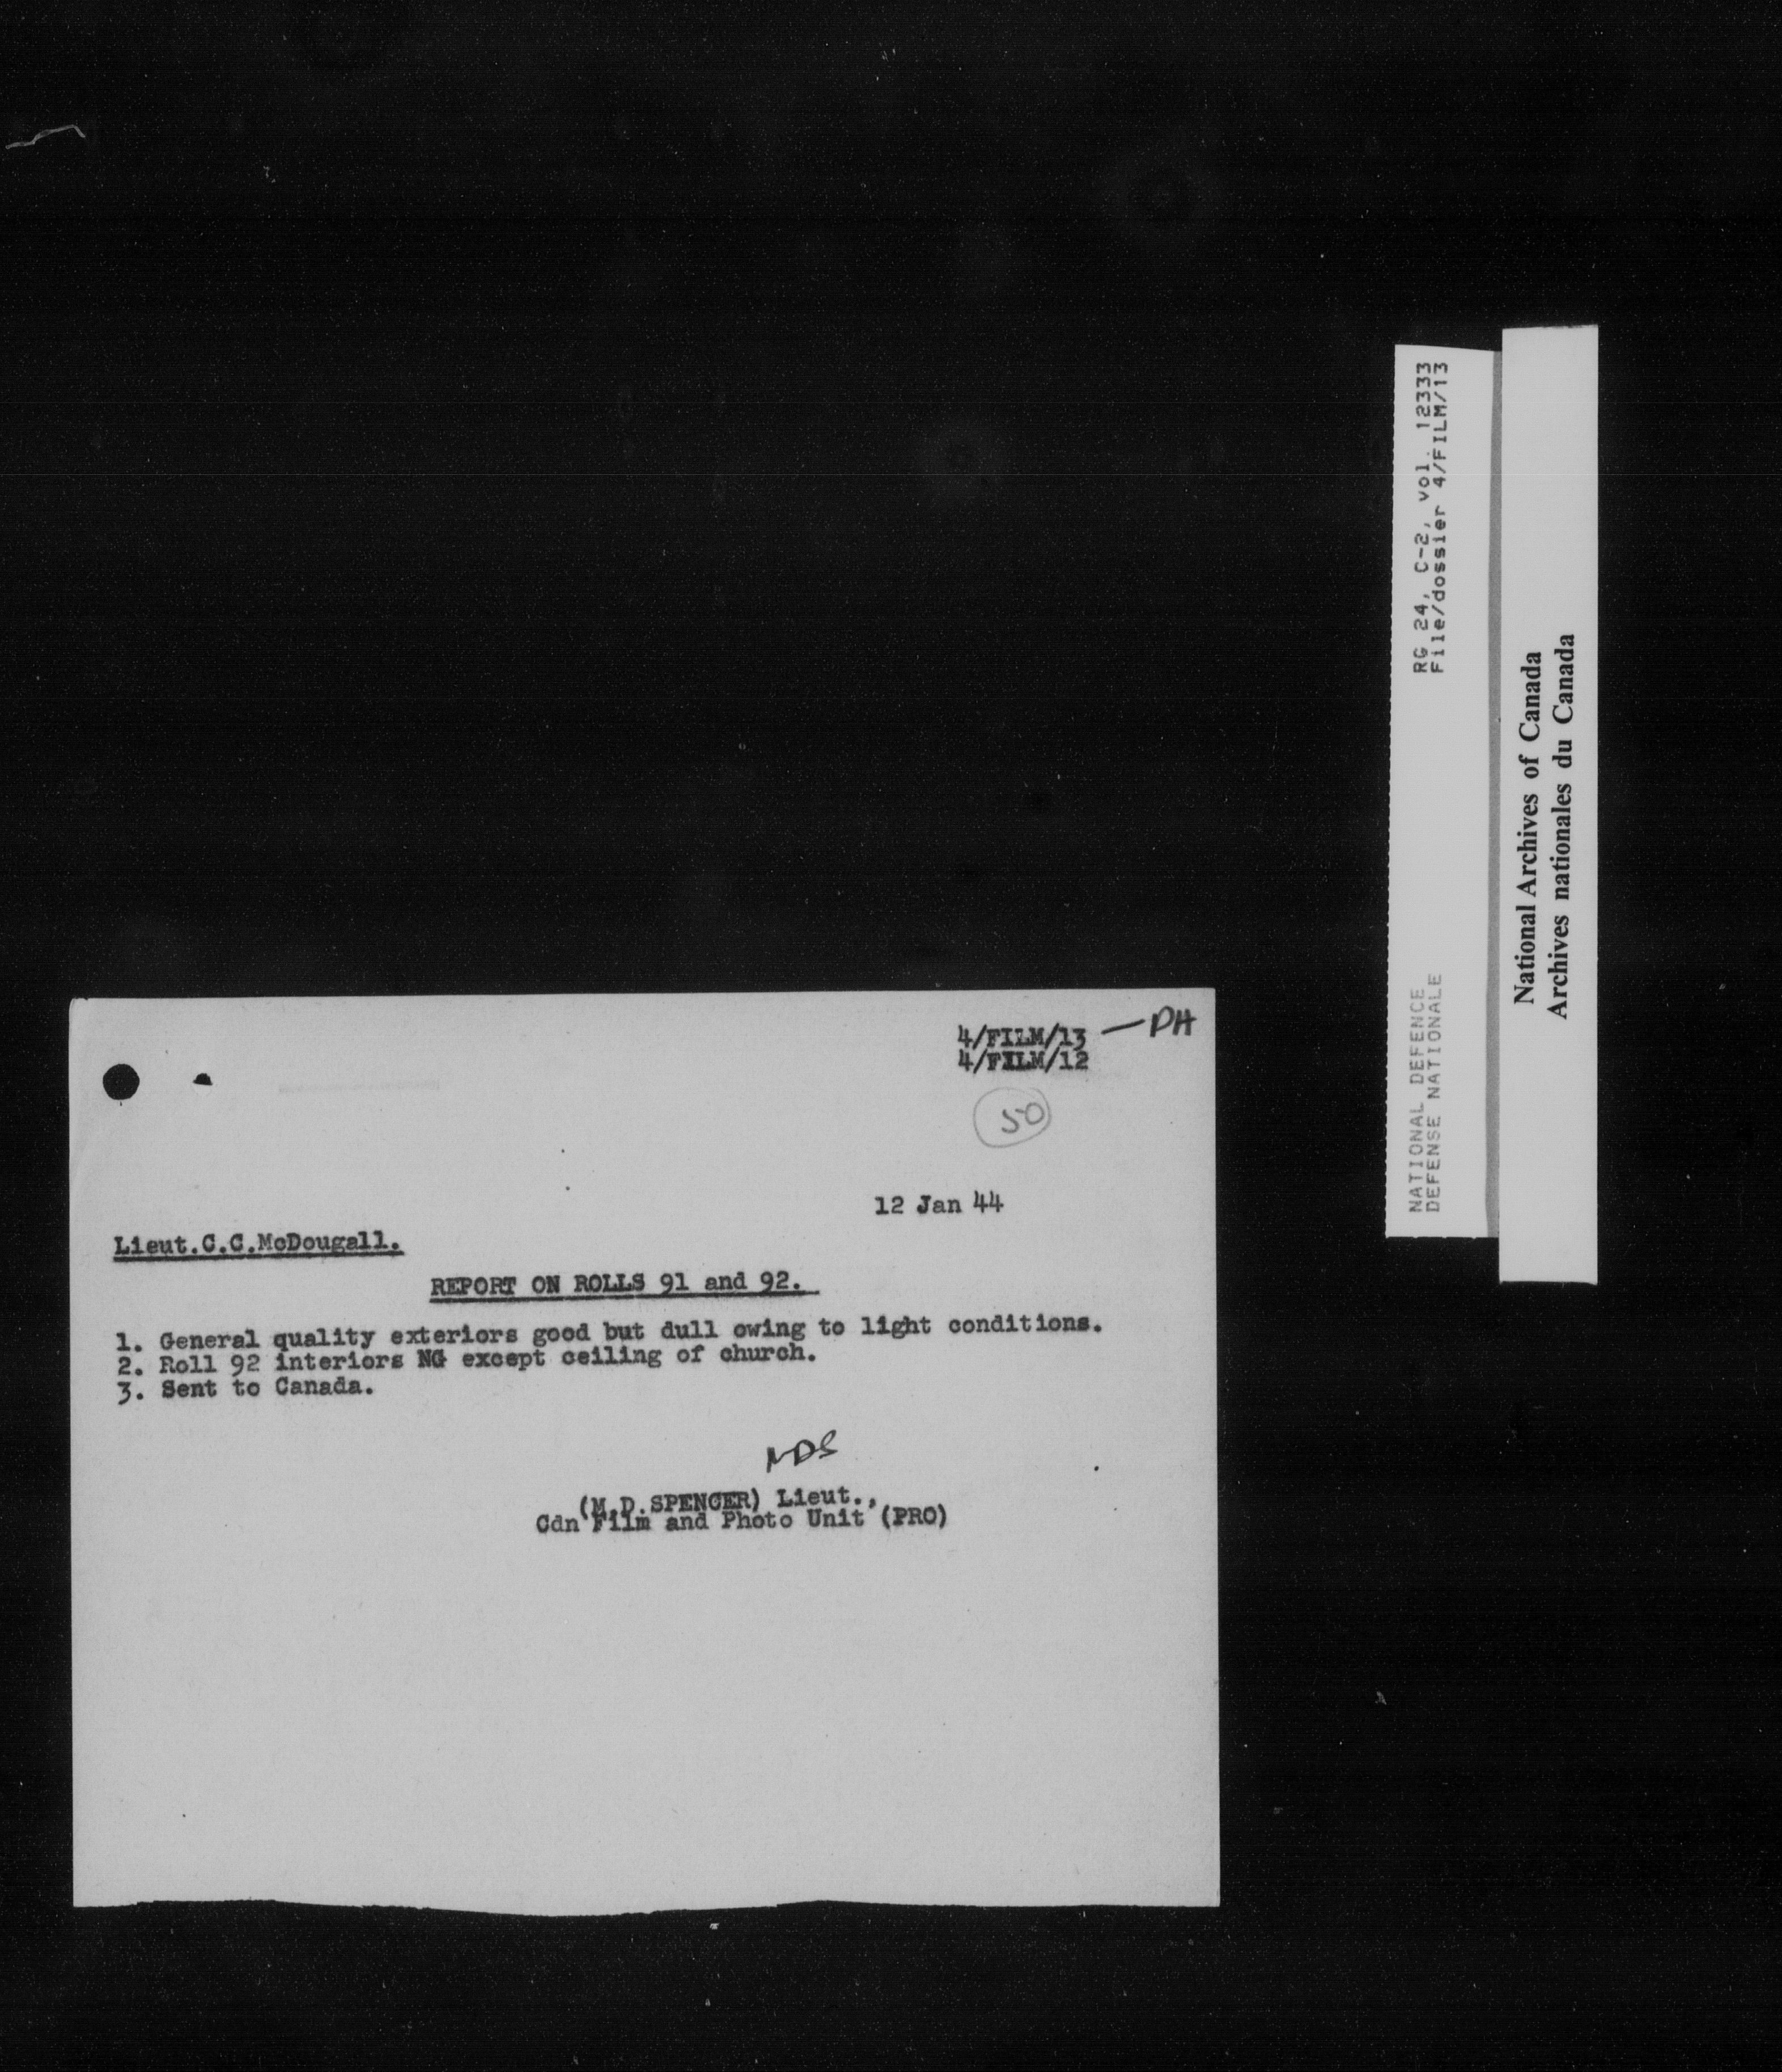 4/FILM/13 — PH
4/FILM/12
50
12 Jan 44
Lieut.C.C.McDougall.
REPORT ON ROLLS 91 and 92.
1. General quality exteriors good but dull owing to light conditions.
2. Roll 92 interiors NG except ceiling of church.
3. Sent to Canada.
MDS
(M.D.SPENCER) Lieut.,
Cdn Film and Photo Unit (PRO)
RG 24, C-2, vol. 12333
File/dossier 4/FILM/13
NATIONAL DEFENCE
DEFENSE NATIONALE
National Archives of Canada
Archives nationales du Canada